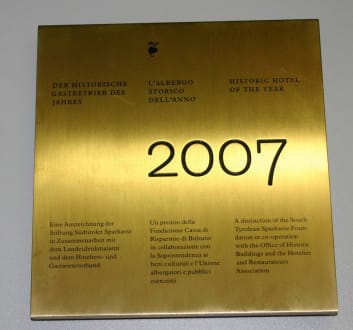 DER HISTORISCHE
GASTBETRIEB DES
JAHRES
L'ALBERGO
STORICO
DELL'ANNO
HISTORIC HOTEL
OF THE YEAR
2007
Eine Auszeichnung der
Stiftung Südtiroler Sparkasse
in Zusammenarbeit mit
dem Landesdenkmalamt
und dem Hoteliers- und
Gastwirteverband
Un premio della
Fondazione Cassa di
Risparmio di Bolzano
in collaborazione con
la Soprintendenza ai
beni culturali e l'Unione
albergatori e pubblici
esercenti
A distinction of the South
Tyrolean Sparkasse Foun-
dation in co-operation
with the Office of Historic
Buildings and the Hotelier
and Restaurateurs
Association